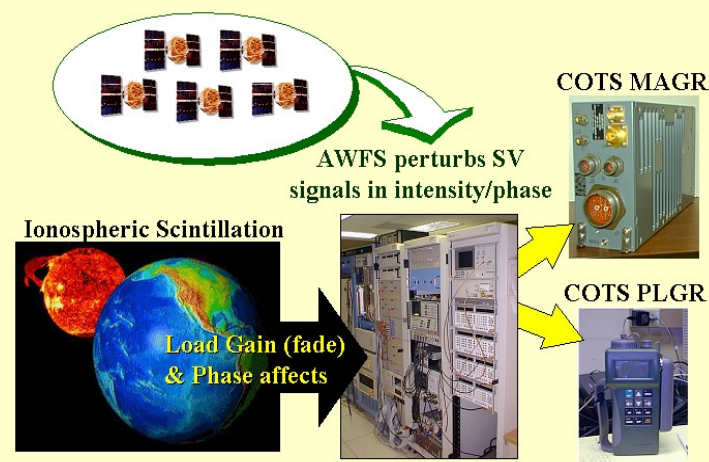 COTS MAGR
AWFS perturbs SV
signals in intensity/phase
Ionospheric Scintillation
COTS PLGR
Load Gain (fade)
& Phase affects